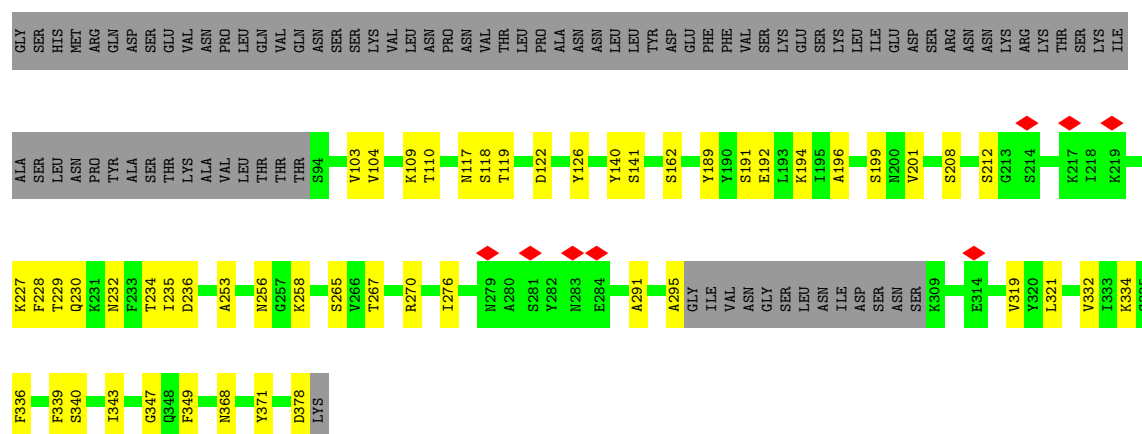 GLY SER HIS MET ARG GLN ASP SER GLU VAL ASN PRO LEU GLN VAL GLN ASN SER SER LYS VAL LEU ASN PRO ASN VAL THR LEU PRO ALA ASN ASN LEU LEU TYR ASP GLU PHE PHE VAL SER LYS GLU SER LYS LEU ILE GLU ASP SER ARG ASN ASN LYS ARG LYS THR SER LYS ILE
ALA SER LEU ASN PRO TYR ALA SER THR LYS ALA VAL LEU THR THR THR S94 V103 V104 K109 T110 N117 S118 T119 D122 Y126 Y140 S141 S162 Y189 Y190 S191 E192 L193 K194 I195 A196 S199 N200 V201 S208 S212 G213 S214 K217 I218 K219
K227 F228 T229 Q230 K231 N232 F233 T234 I235 D236 A253 N256 G257 K258 S265 V266 T267 R270 I276 N279 A280 S281 Y282 N283 E284 A291 A295 GLY ILE VAL ASN GLY SER LEU ASN ILE ASP SER ASN SER K309 E314 V319 Y320 L321 V332 I333 K334
F336 F339 S340 I343 G347 Q348 F349 N368 Y371 D378 LYS